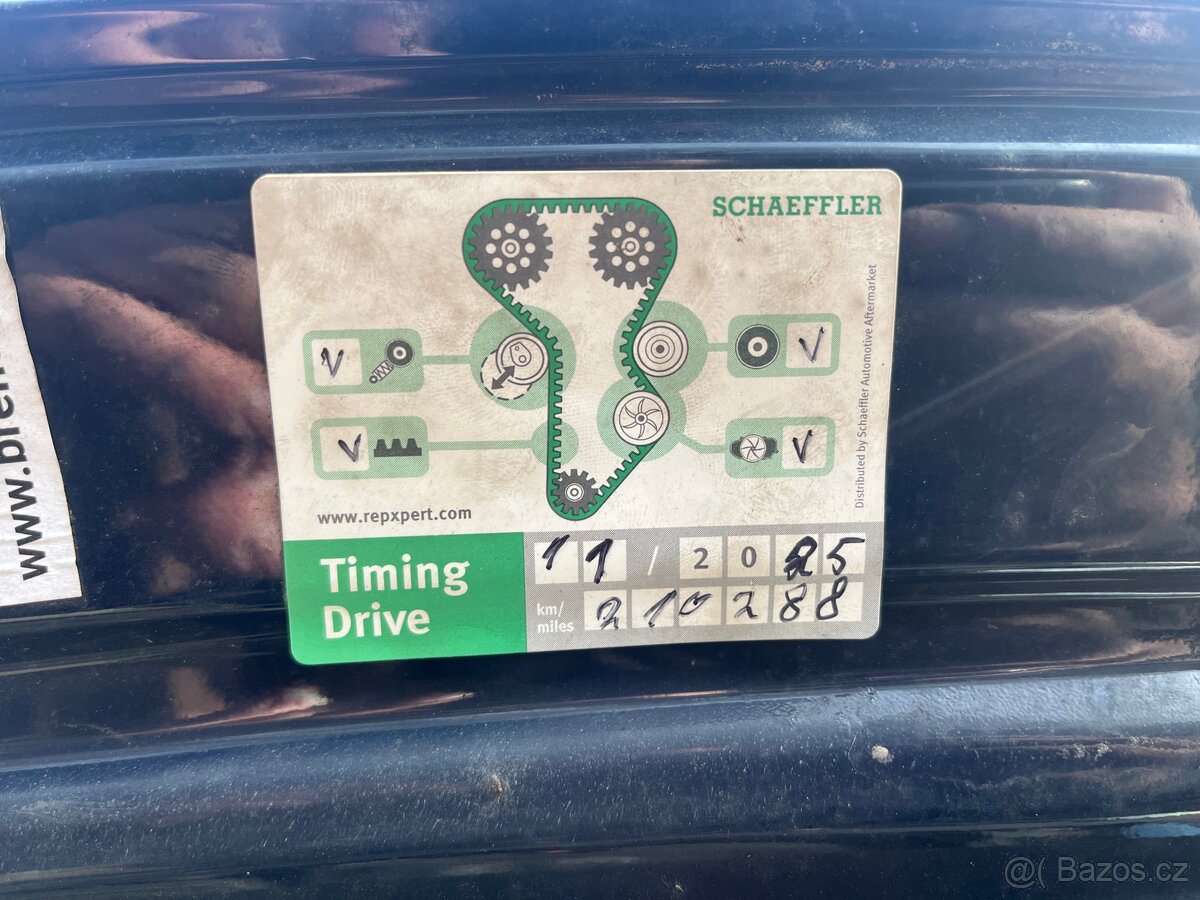 SCHAEFFLER
V
V
V
V
Distributed by Schaeffler Automotive Aftermarket
www.repxpert.com
Timing
Drive
11 / 2025
km/
miles
210288
@( Bazos.cz